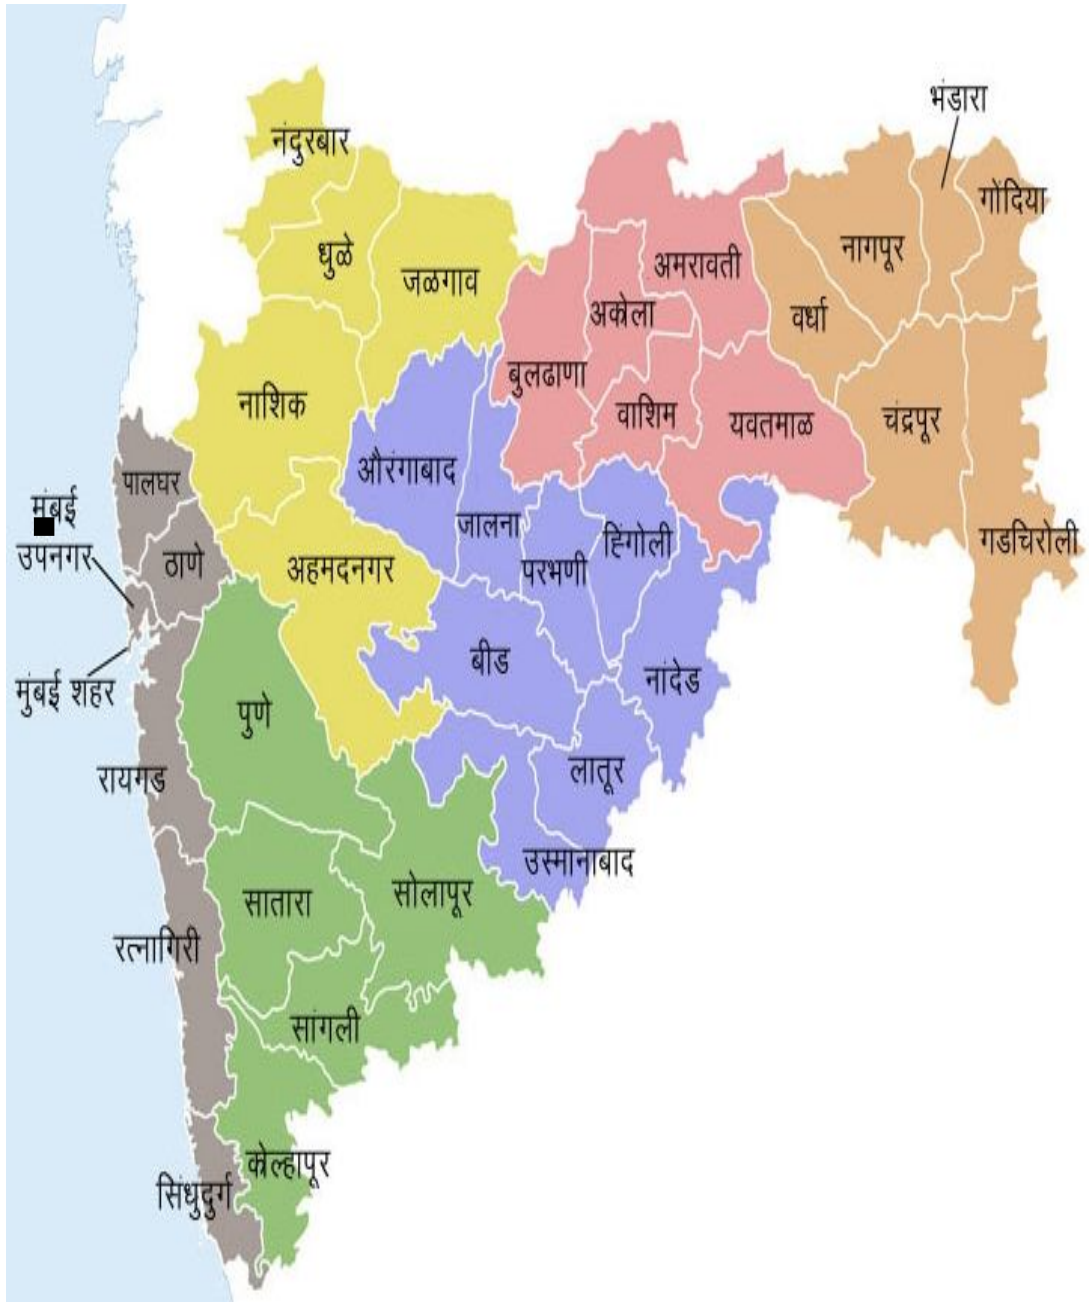 भंडारा
नंदुरबार
गोंदिया
धुळे
नागपूर
जळगाव
अमरावती
अकोला
वर्धा
बुलढाणा
नाशिक
वाशिम
यवतमाळ
चंद्रपूर
औरंगाबाद
पालघर
मुंबई
उपनगर
जालना
हिंगोली
गडचिरोली
ठाणे
अहमदनगर
परभणी
बीड
नांदेड
मुंबई शहर
पुणे
रायगड
लातूर
उस्मानाबाद
सातारा
सोलापूर
रत्नागिरी
सांगली
कोल्हापूर
सिंधुदुर्ग